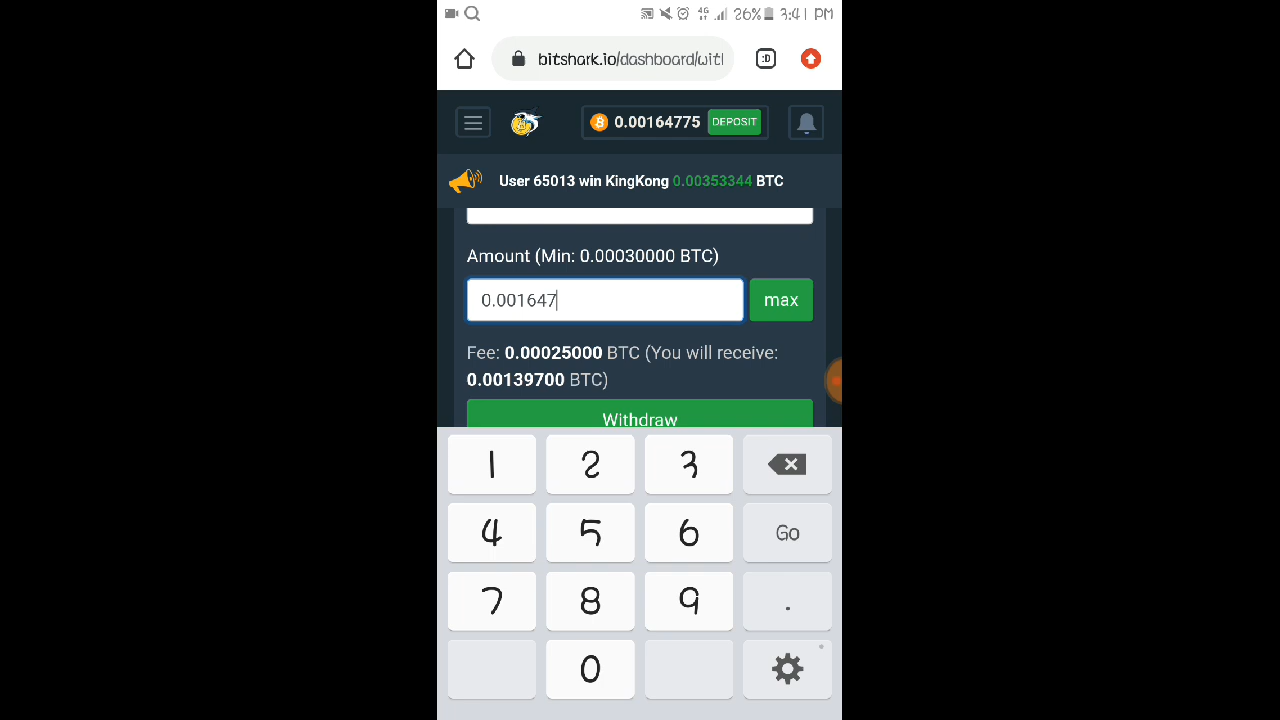 4G 26% 3:41 PM
bitshark.io/dashboard/witl
:D
0.00164775 DEPOSIT
User 65013 win KingKong 0.00353344 BTC
Amount (Min: 0.00030000 BTC)
0.001647 max
Fee: 0.00025000 BTC (You will receive:
0.00139700 BTC)
Withdraw
1 2 3
4 5 6 Go
7 8 9 .
0